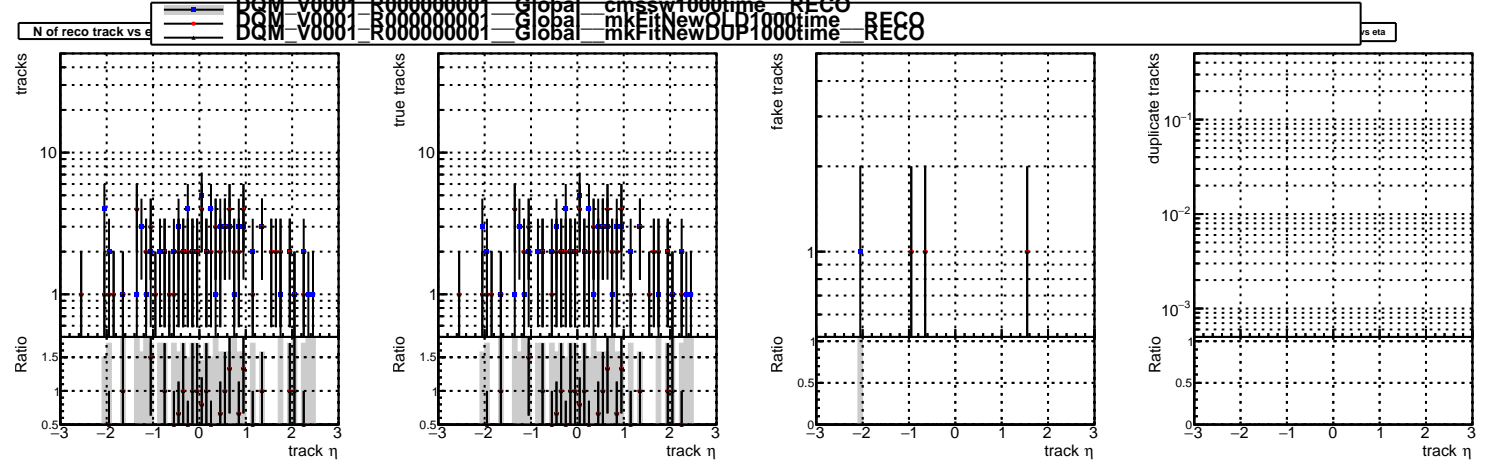 DQM_V0001_R000000001__Global__cmssw1000time__RECO
DQM_V0001_R000000001__Global__mkFitNewOLD1000time__RECO
DQM_V0001_R000000001__Global__mkFitNewDUP1000time__RECO
N of reco track vs e
vs eta
tracks
10
1
Ratio
1.5
1
0.5
−3 −2 −1 0 1 2 3
track η
true tracks
10
1
Ratio
1.5
1
0.5
−3 −2 −1 0 1 2 3
track η
fake tracks
1
Ratio
1
0.5
0
−3 −2 −1 0 1 2 3
track η
duplicate tracks
10−1
10−2
10−3
Ratio
1
0.5
0
−3 −2 −1 0 1 2 3
track η